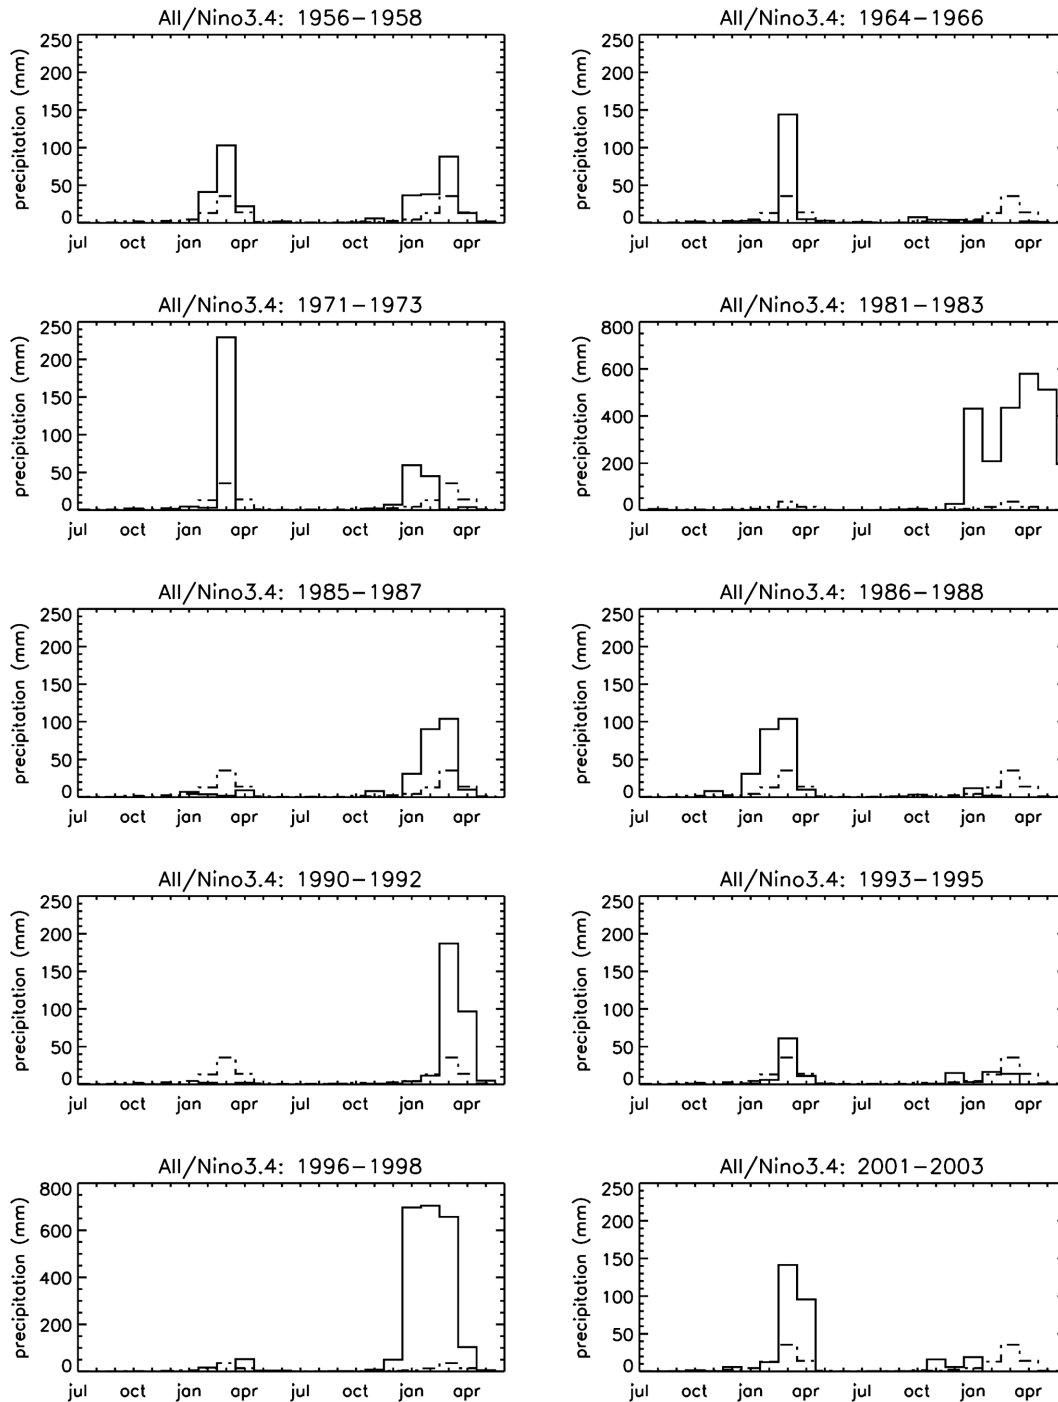 All/Nino3.4: 1956−1958
precipitation (mm)
250
200
150
100
50
0
jul oct jan apr jul oct jan apr
All/Nino3.4: 1964−1966
precipitation (mm)
250
200
150
100
50
0
jul oct jan apr jul oct jan apr
All/Nino3.4: 1971−1973
precipitation (mm)
250
200
150
100
50
0
jul oct jan apr jul oct jan apr
All/Nino3.4: 1981−1983
precipitation (mm)
800
600
400
200
0
jul oct jan apr jul oct jan apr
All/Nino3.4: 1985−1987
precipitation (mm)
250
200
150
100
50
0
jul oct jan apr jul oct jan apr
All/Nino3.4: 1986−1988
precipitation (mm)
250
200
150
100
50
0
jul oct jan apr jul oct jan apr
All/Nino3.4: 1990−1992
precipitation (mm)
250
200
150
100
50
0
jul oct jan apr jul oct jan apr
All/Nino3.4: 1993−1995
precipitation (mm)
250
200
150
100
50
0
jul oct jan apr jul oct jan apr
All/Nino3.4: 1996−1998
precipitation (mm)
800
600
400
200
0
jul oct jan apr jul oct jan apr
All/Nino3.4: 2001−2003
precipitation (mm)
250
200
150
100
50
0
jul oct jan apr jul oct jan apr